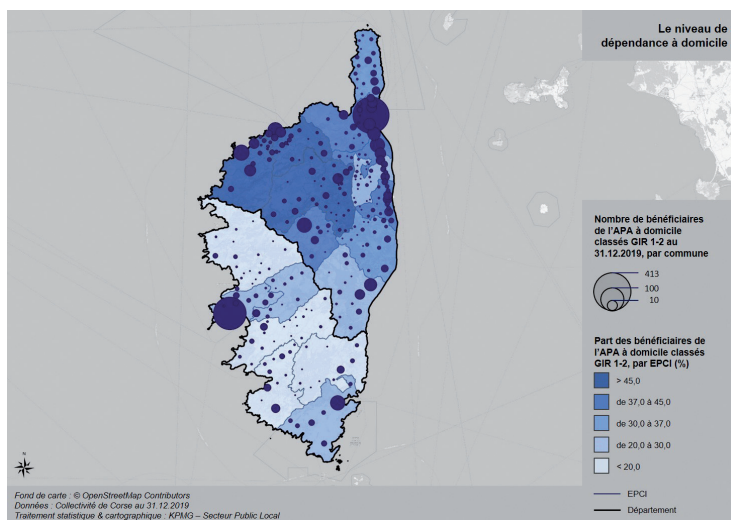 Le niveau de
dépendance à domicile
Nombre de bénéficiaires
de l'APA à domicile
classés GIR 1-2 au
31.12.2019, par commune
413
100
10
Part des bénéficiaires de
l'APA à domicile classés
GIR 1-2, par EPCI (%)
> 45,0
de 37,0 à 45,0
de 30,0 à 37,0
de 20,0 à 30,0
< 20,0
EPCI
Département
N
Fond de carte : © OpenStreetMap Contributors
Données : Collectivité de Corse au 31.12.2019
Traitement statistique & cartographique : KPMG – Secteur Public Local